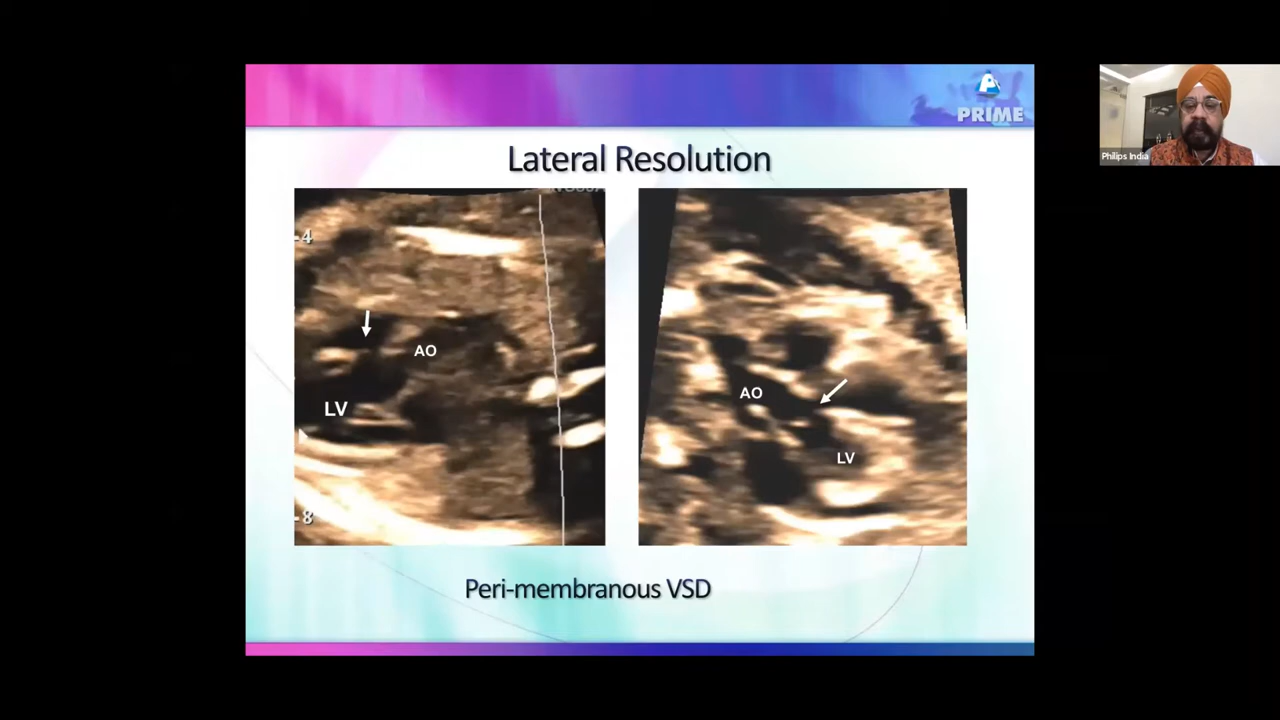 PRIME
Philips India
Lateral Resolution
4
AO
LV
8
AO
LV
Peri-membranous VSD